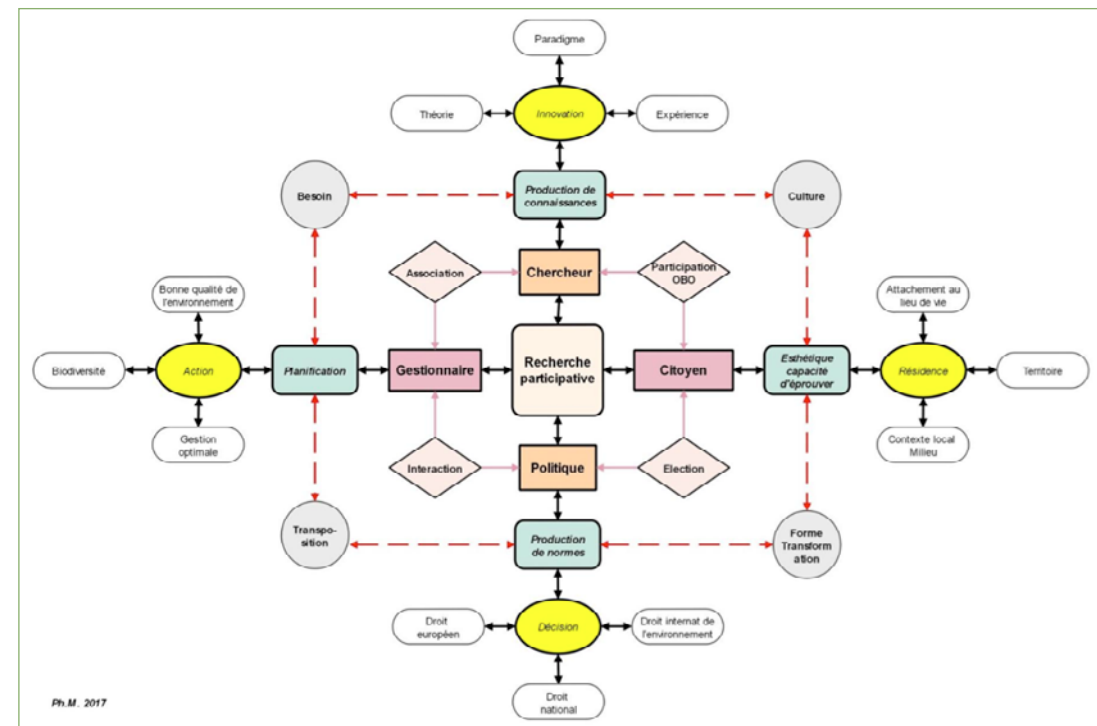 Paradigme
Théorie
Innovation
Expérience
Besoin
Production de
connaissances
Culture
Association
Chercheur
Participation
OBO
Bonne qualité de
l'environnement
Attachement au
lieu de vie
Biodiversité
Action
Planification
Gestionnaire
Recherche
participative
Citoyen
Esthétique
capacite
d'éprouver
Résidence
Territoire
Gestion
optimale
Contexte local
Milieu
Interaction
Politique
Election
Transpo-
sition
Production
de normes
Forme
Transform
ation
Droit
européen
Décision
Droit internat de
l'environnement
Droit
national
Ph.M. 2017